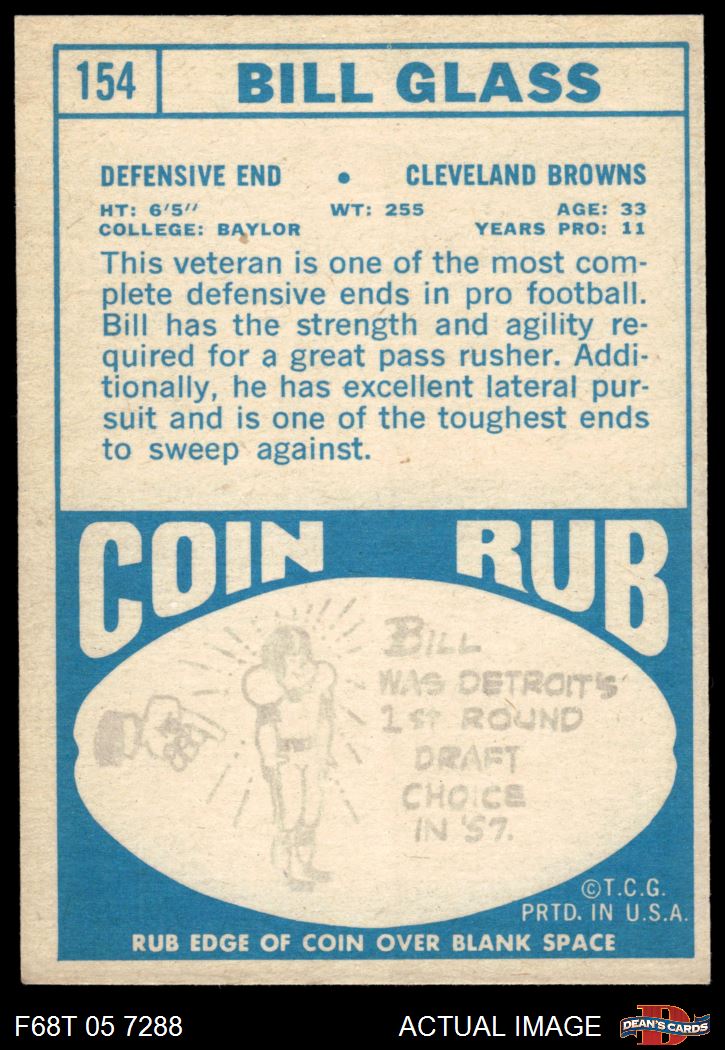 154 BILL GLASS
DEFENSIVE END • CLEVELAND BROWNS
HT: 6'5" WT: 255 AGE: 33
COLLEGE: BAYLOR YEARS PRO: 11
This veteran is one of the most com-
plete defensive ends in pro football.
Bill has the strength and agility re-
quired for a great pass rusher. Addi-
tionally, he has excellent lateral pur-
suit and is one of the toughest ends
to sweep against.
COIN RUB
BILL
WAS DETROIT'S
1ST ROUND
DRAFT
CHOICE
IN '57.
©T.C.G.
PRTD. IN U.S.A.
RUB EDGE OF COIN OVER BLANK SPACE
F68T 05 7288 ACTUAL IMAGE DEAN'S CARDS